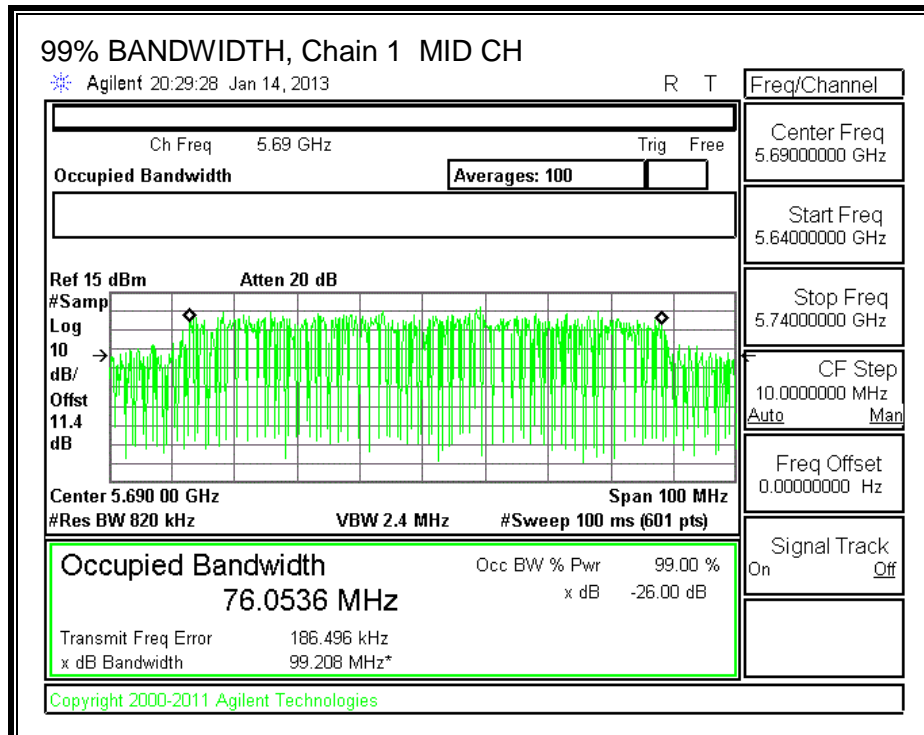 99% BANDWIDTH, Chain 1 MID CH
Agilent 20:29:28 Jan 14, 2013 R T
Freq/Channel
Ch Freq 5.69 GHz Trig Free
Occupied Bandwidth Averages: 100
Center Freq
5.69000000 GHz
Start Freq
5.64000000 GHz
Stop Freq
5.74000000 GHz
CF Step
10.0000000 MHz
Auto Man
Freq Offset
0.00000000 Hz
Signal Track
On Off
Ref 15 dBm Atten 20 dB
#Samp
Log
10
dB/
Offst
11.4
dB
Center 5.690 00 GHz Span 100 MHz
#Res BW 820 kHz VBW 2.4 MHz #Sweep 100 ms (601 pts)
Occupied Bandwidth Occ BW % Pwr 99.00 %
76.0536 MHz x dB -26.00 dB
Transmit Freq Error 186.496 kHz
x dB Bandwidth 99.208 MHz*
Copyright 2000-2011 Agilent Technologies